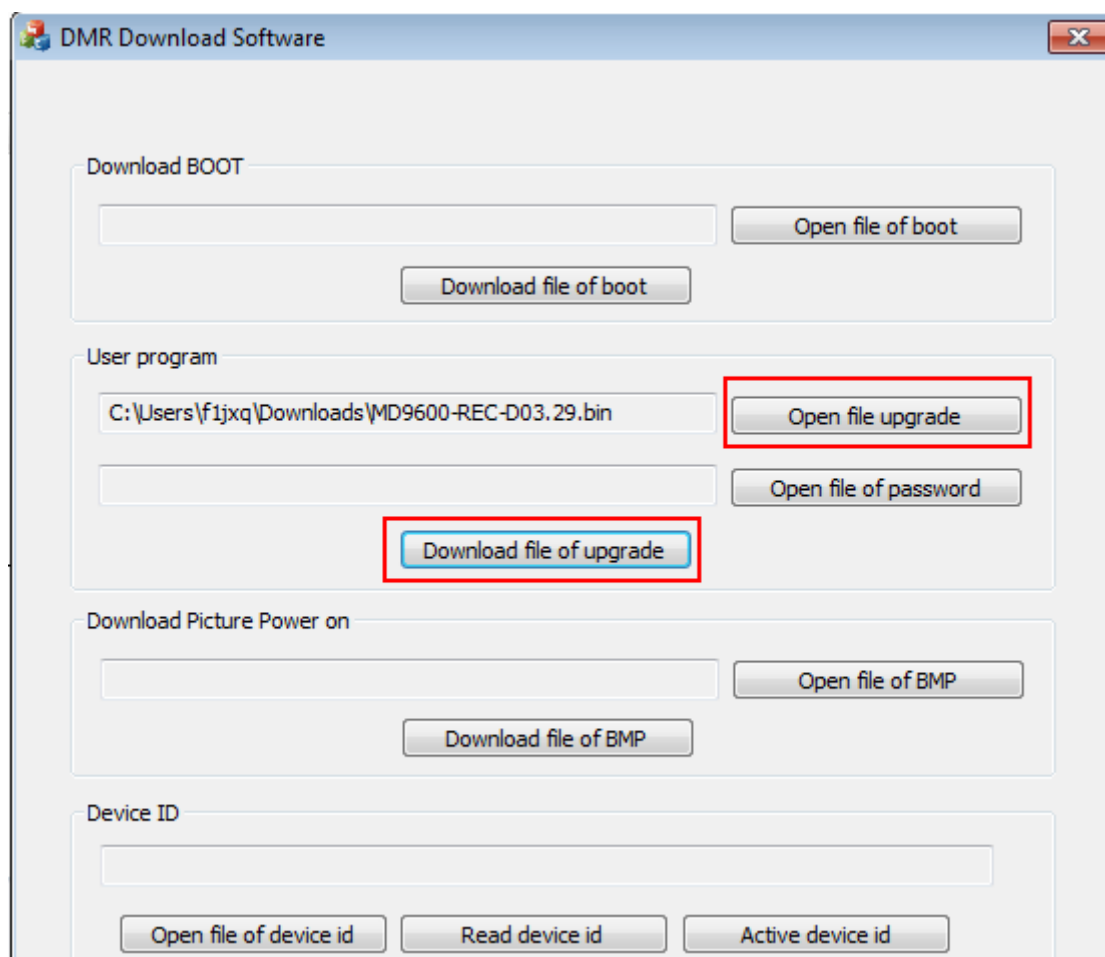 DMR Download Software
Download BOOT
Open file of boot
Download file of boot
User program
C:\Users\f1jxq\Downloads\MD9600-REC-D03.29.bin
Open file upgrade
Open file of password
Download file of upgrade
Download Picture Power on
Open file of BMP
Download file of BMP
Device ID
Open file of device id Read device id Active device id